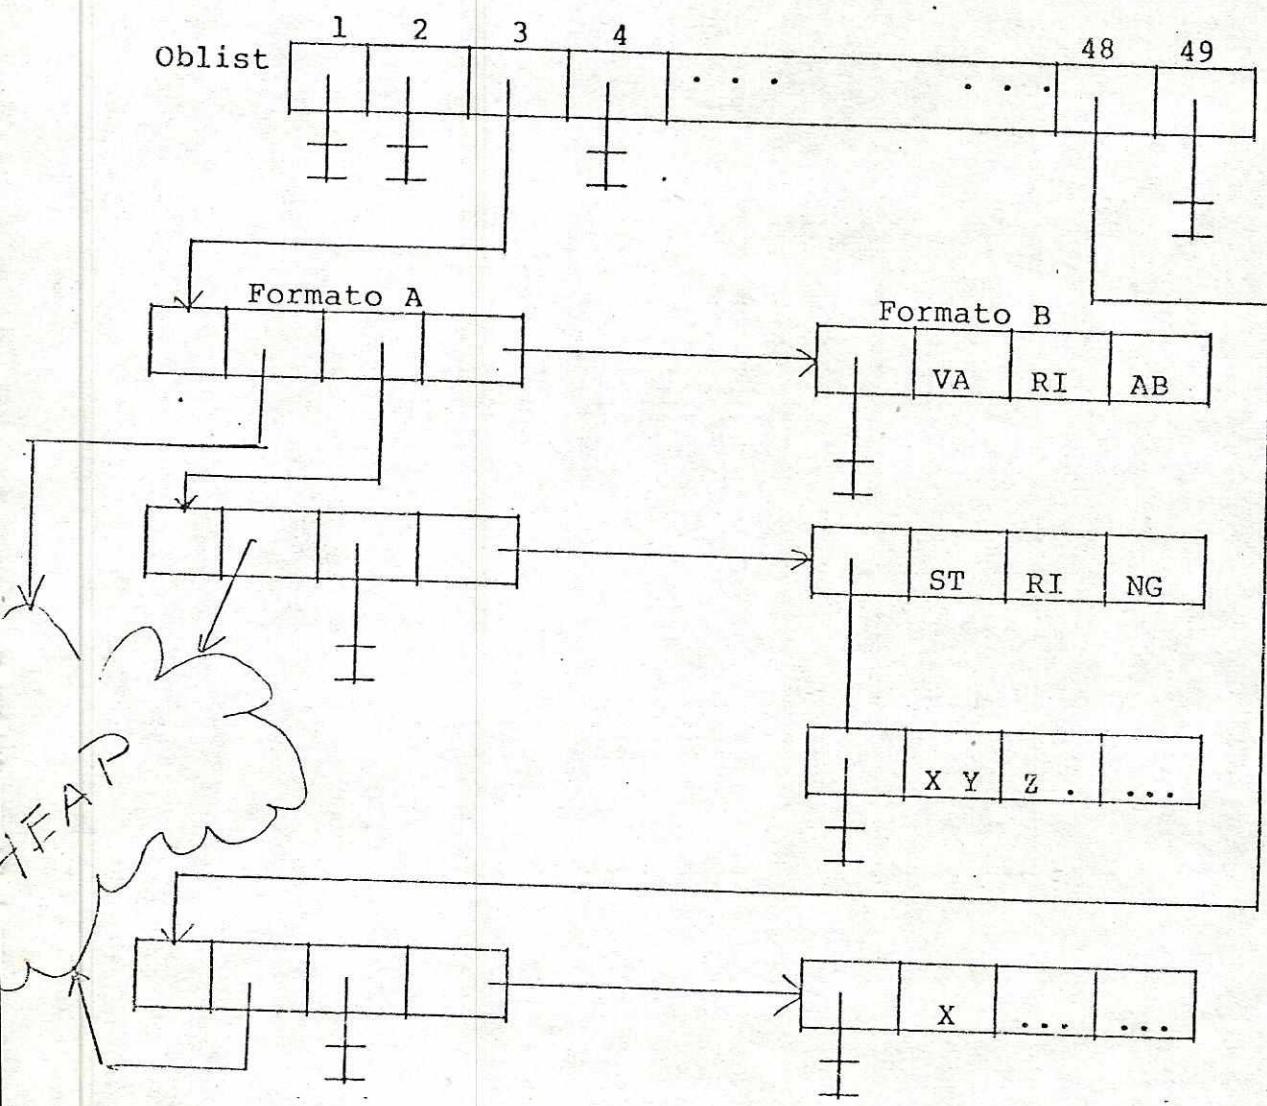 1 2 3 4 48 49
Oblist . . . . . .
Formato A
Formato B
VA RI AB
ST RI NG
X Y Z . ...
HEAP
X ... ...